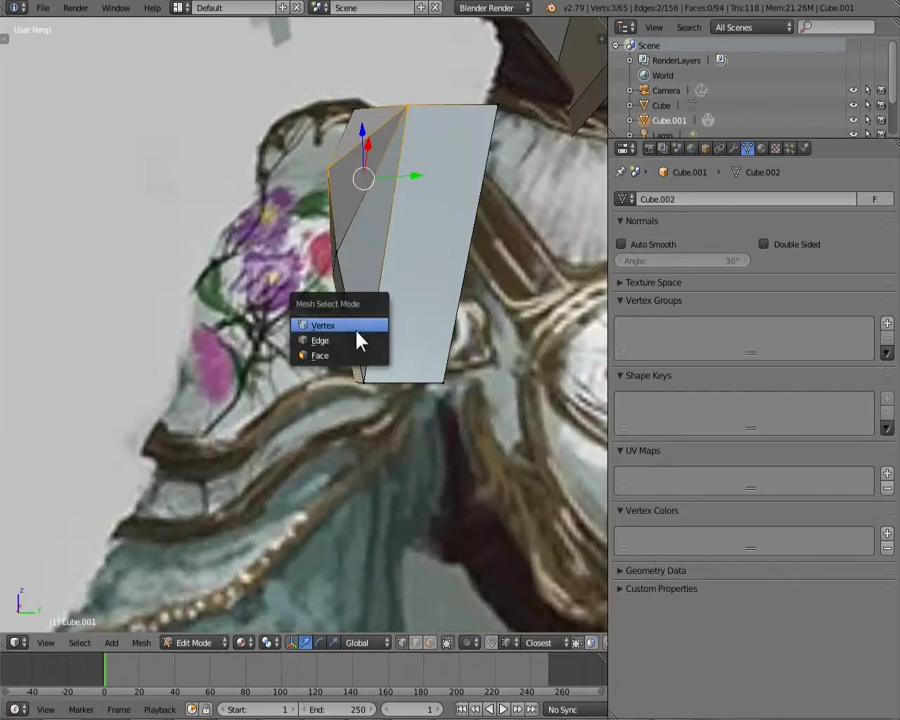 File Render Window Help Default Scene Blender Render v2.79 | Verts:3/65 | Edges:2/156 | Faces:0/94 | Tris:118 | Mem:21.26M | Cube.001
User Persp
View Search All Scenes
Scene
RenderLayers
World
Camera
Cube
Cube.001
Lamp
Cube.001 Cube.002
Cube.002 F
Normals
Auto Smooth Double Sided
Angle: 30°
Texture Space
Vertex Groups
Mesh Select Mode
Vertex
Edge
Face
Shape Keys
UV Maps
Vertex Colors
Geometry Data
Custom Properties
z
y
(1) Cube.001
View Select Add Mesh Edit Mode Global Closest
-40 -20 0 20 40 60 80 100 120 140 160 180 200 220 240 260
View Marker Frame Playback Start: 1 End: 250 1 No Sync